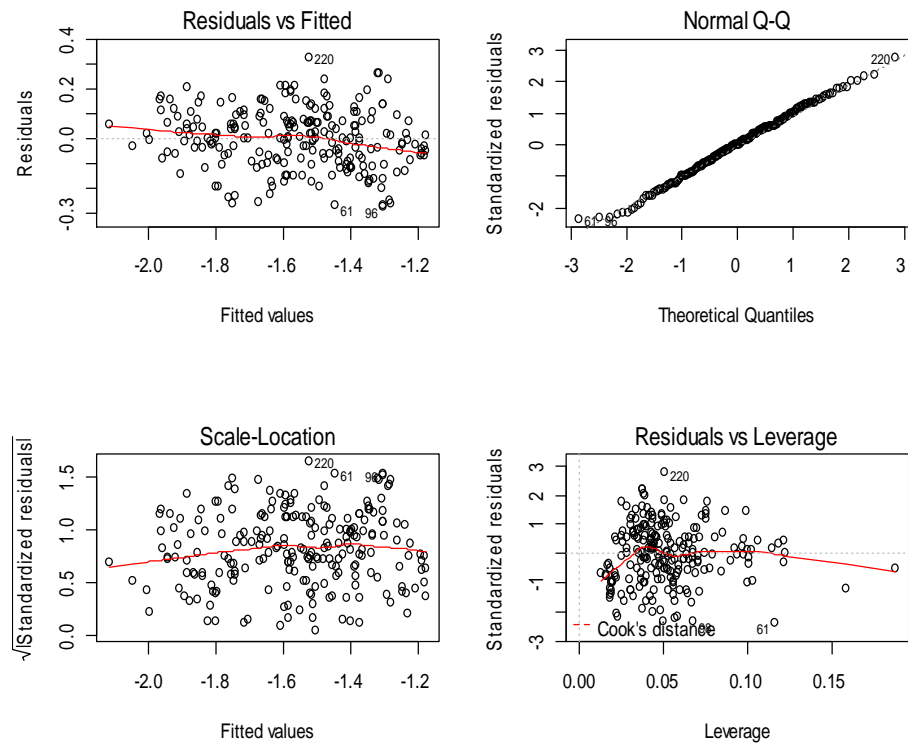 Residuals vs Fitted
Residuals
0.4
0.2
0.0
-0.3
220
61
96
-2.0 -1.8 -1.6 -1.4 -1.2
Fitted values
Normal Q-Q
Standardized residuals
3
2
1
0
-2
220
61 96
-3 -2 -1 0 1 2 3
Theoretical Quantiles
Scale-Location
√|Standardized residuals|
1.5
1.0
0.5
0.0
220
61
96
-2.0 -1.8 -1.6 -1.4 -1.2
Fitted values
Residuals vs Leverage
Standardized residuals
3
2
1
0
-1
-3
220
61
Cook's distance
0.00 0.05 0.10 0.15
Leverage